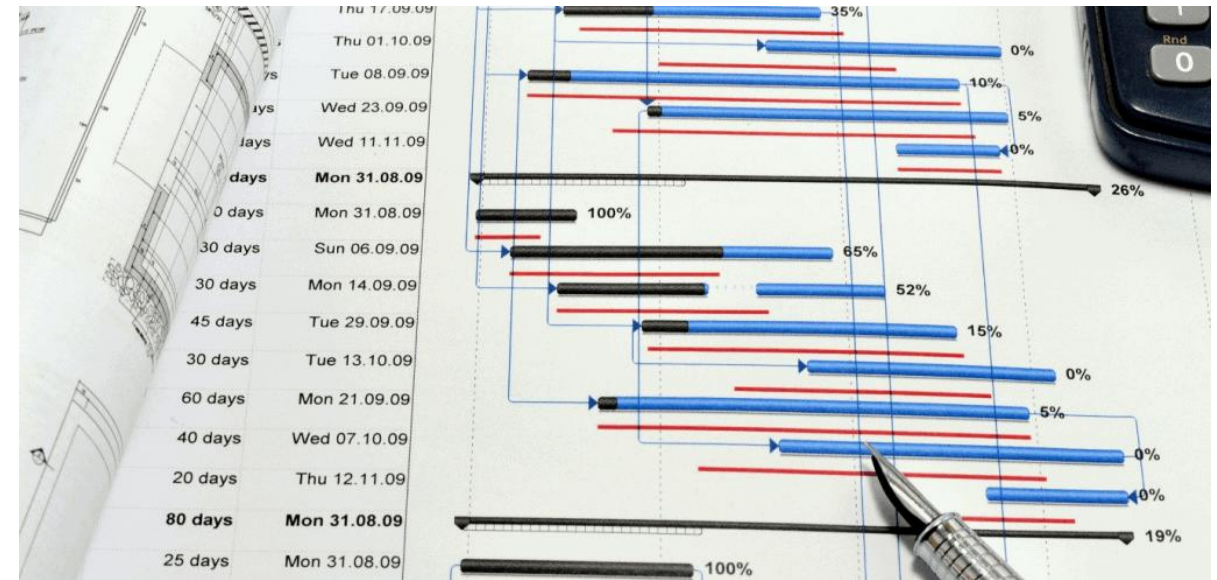 Thu 17.09.09 35%
Thu 01.10.09 0%
Tue 08.09.09 10%
Wed 23.09.09 5%
Wed 11.11.09 0%
days Mon 31.08.09 26%
0 days Mon 31.08.09 100%
30 days Sun 06.09.09 65%
30 days Mon 14.09.09 52%
45 days Tue 29.09.09 15%
30 days Tue 13.10.09 0%
60 days Mon 21.09.09 5%
40 days Wed 07.10.09 0%
20 days Thu 12.11.09 0%
80 days Mon 31.08.09 19%
25 days Mon 31.08.09 100%
Rnd
0